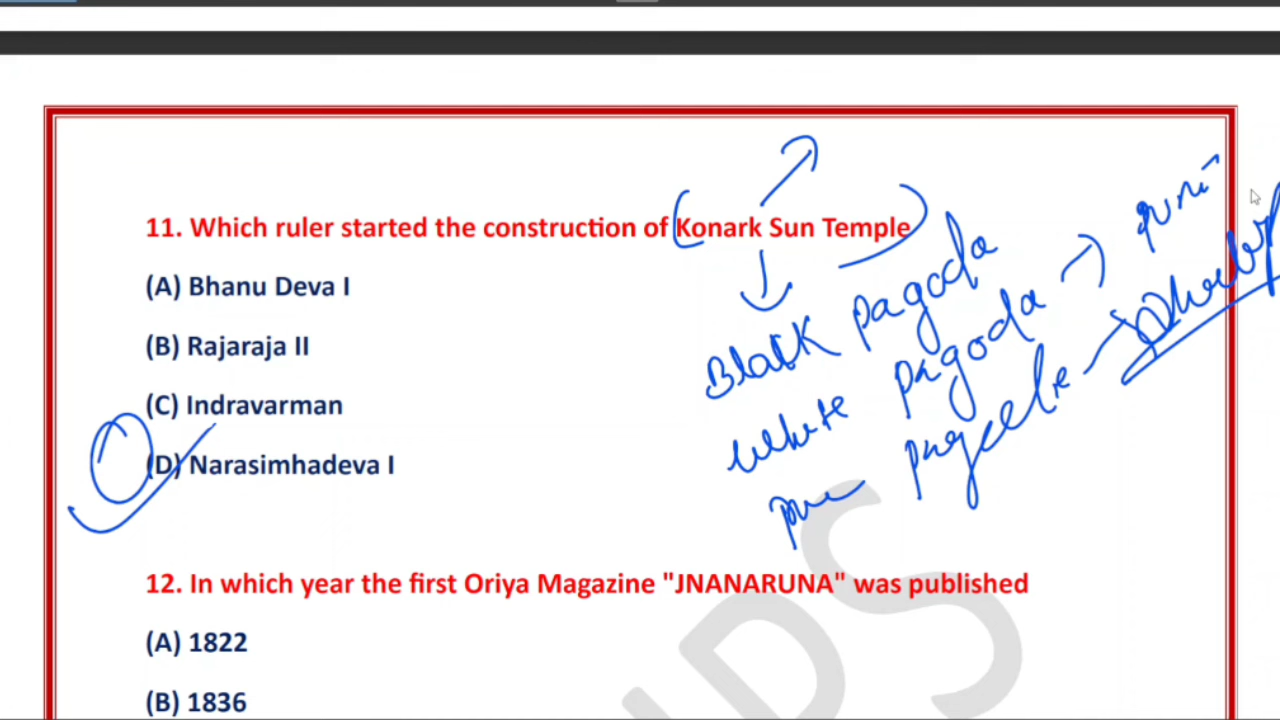 11. Which ruler started the construction of (Konark Sun Temple)
(A) Bhanu Deva I
(B) Rajaraja II
(C) Indravarman
(D) Narasimhadeva I
Black pagoda
white pagoda
12. In which year the first Oriya Magazine "JNANARUNA" was published
(A) 1822
(B) 1836